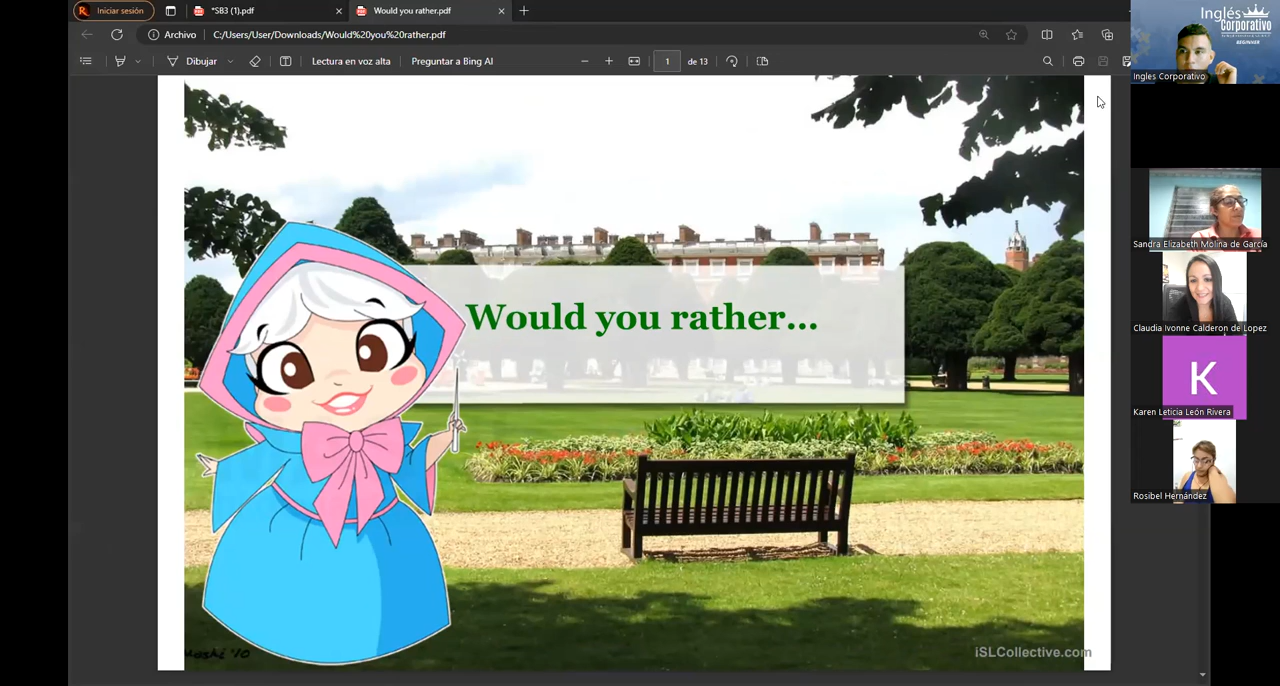 Iniciar sesión
*SB3 (1).pdf
Would you rather.pdf
Archivo
C:/Users/User/Downloads/Would%20you%20rather.pdf
Dibujar
Lectura en voz alta
Preguntar a Bing AI
1
de 13
Would you rather...
iSLCollective.com
Inglés
Corporativo
BEGINNER
Ingles Corporativo
Sandra Elizabeth Molina de García
Claudia Ivonne Calderon de Lopez
K
Karen Leticia León Rivera
Rosibel Hernández